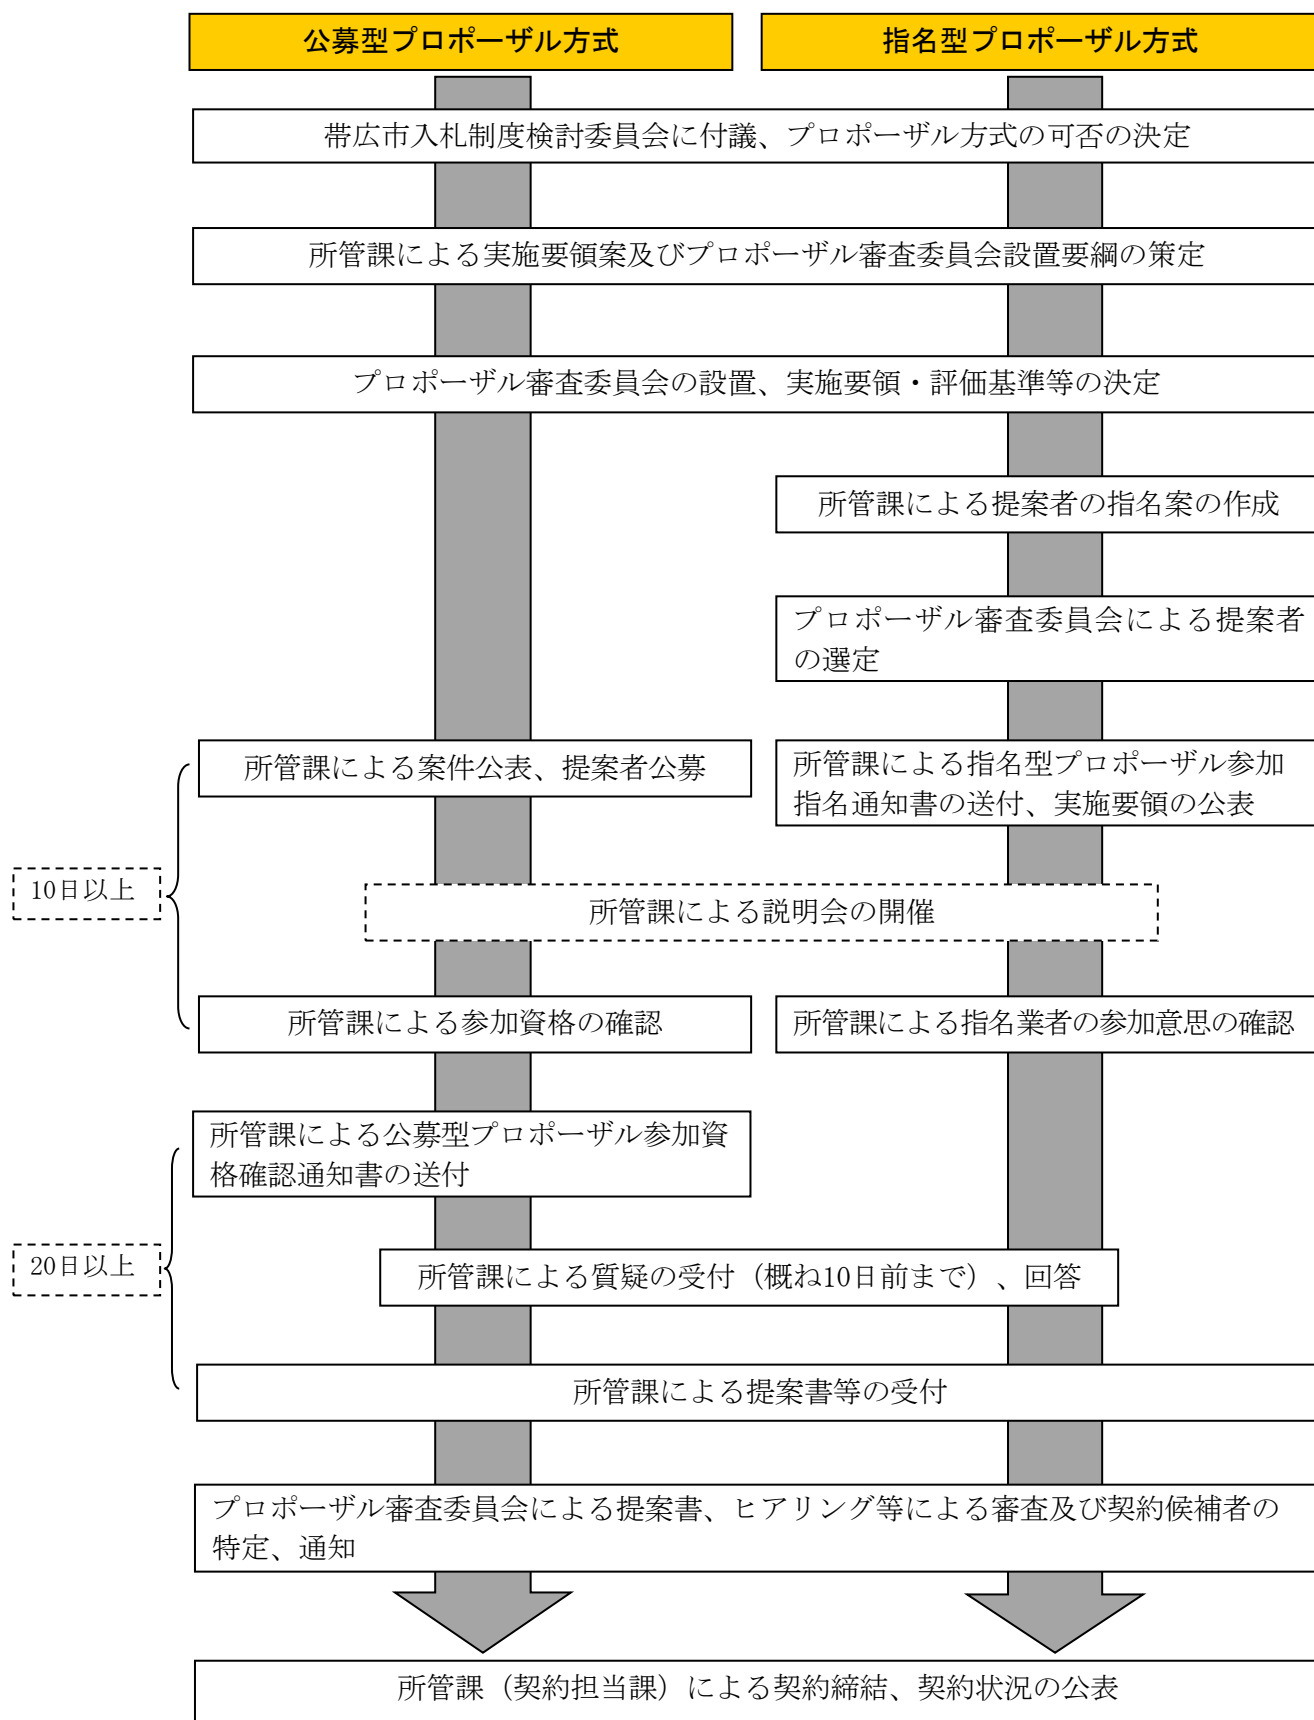 公募型プロポーザル方式
指名型プロポーザル方式
帯広市入札制度検討委員会に付議、プロポーザル方式の可否の決定
所管課による実施要領案及びプロポーザル審査委員会設置要綱の策定
プロポーザル審査委員会の設置、実施要領・評価基準等の決定
所管課による提案者の指名案の作成
プロポーザル審査委員会による提案者
の選定
所管課による案件公表、提案者公募
所管課による指名型プロポーザル参加
指名通知書の送付、実施要領の公表
10日以上
所管課による説明会の開催
所管課による参加資格の確認
所管課による指名業者の参加意思の確認
所管課による公募型プロポーザル参加資
格確認通知書の送付
20日以上
所管課による質疑の受付（概ね10日前まで）、回答
所管課による提案書等の受付
プロポーザル審査委員会による提案書、ヒアリング等による審査及び契約候補者の
特定、通知
所管課（契約担当課）による契約締結、契約状況の公表